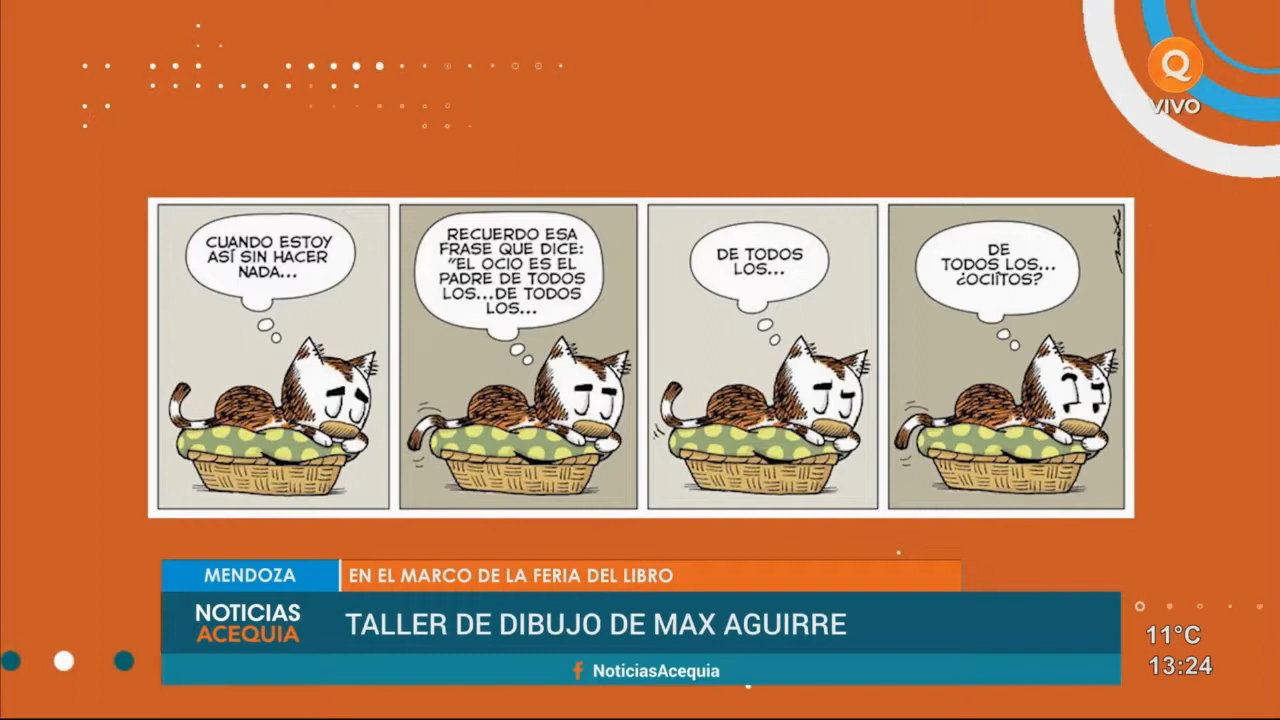 Q
VIVO
CUANDO ESTOY
ASÍ SIN HACER
NADA...
RECUERDO ESA
FRASE QUE DICE:
"EL OCIO ES EL
PADRE DE TODOS
LOS...DE TODOS
LOS...
DE TODOS
LOS...
DE
TODOS LOS...
¿OCIÍTOS?
MENDOZA
EN EL MARCO DE LA FERIA DEL LIBRO
NOTICIAS
ACEQUIA
TALLER DE DIBUJO DE MAX AGUIRRE
NoticiasAcequia
11°C
13:24